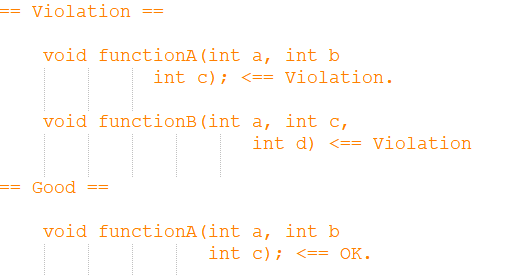 == Violation ==
void functionA(int a, int b
int c); <== Violation.
void functionB(int a, int c,
int d) <== Violation
== Good ==
void functionA(int a, int b
int c); <== OK.